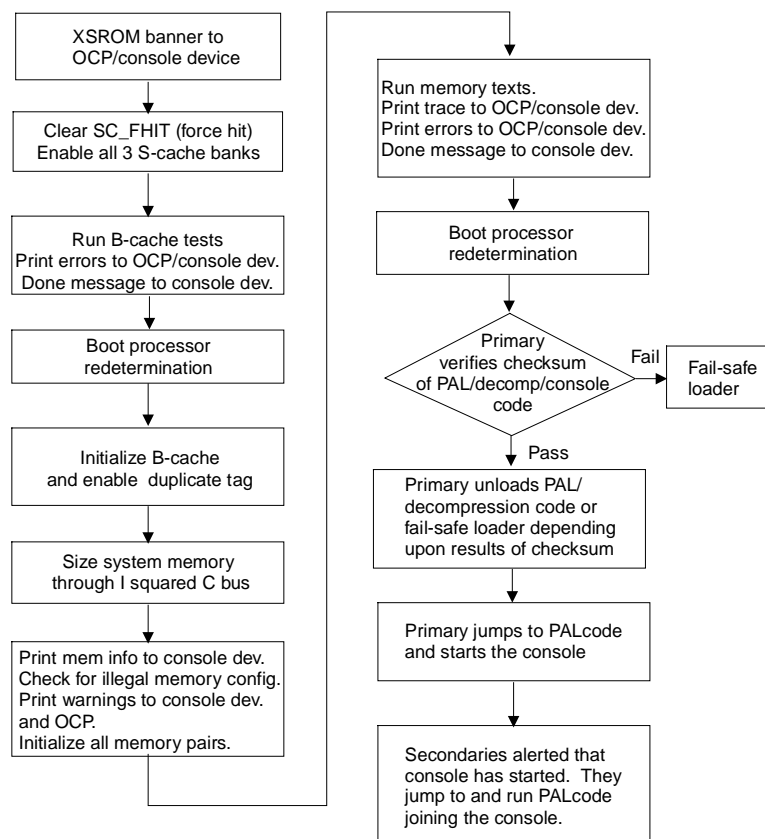 XSROM banner to
OCP/console device
Clear SC_FHIT (force hit)
Enable all 3 S-cache banks
Run B-cache tests
Print errors to OCP/console dev.
Done message to console dev.
Boot processor
redetermination
Initialize B-cache
and enable duplicate tag
Size system memory
through I squared C bus
Print mem info to console dev.
Check for illegal memory config.
Print warnings to console dev.
and OCP.
Initialize all memory pairs.
Run memory texts.
Print trace to OCP/console dev.
Print errors to OCP/console dev.
Done message to console dev.
Boot processor
redetermination
Primary
verifies checksum
of PAL/decomp/console
code
Fail
Fail-safe
loader
Pass
Primary unloads PAL/
decompression code or
fail-safe loader depending
upon results of checksum
Primary jumps to PALcode
and starts the console
Secondaries alerted that
console has started. They
jump to and run PALcode
joining the console.